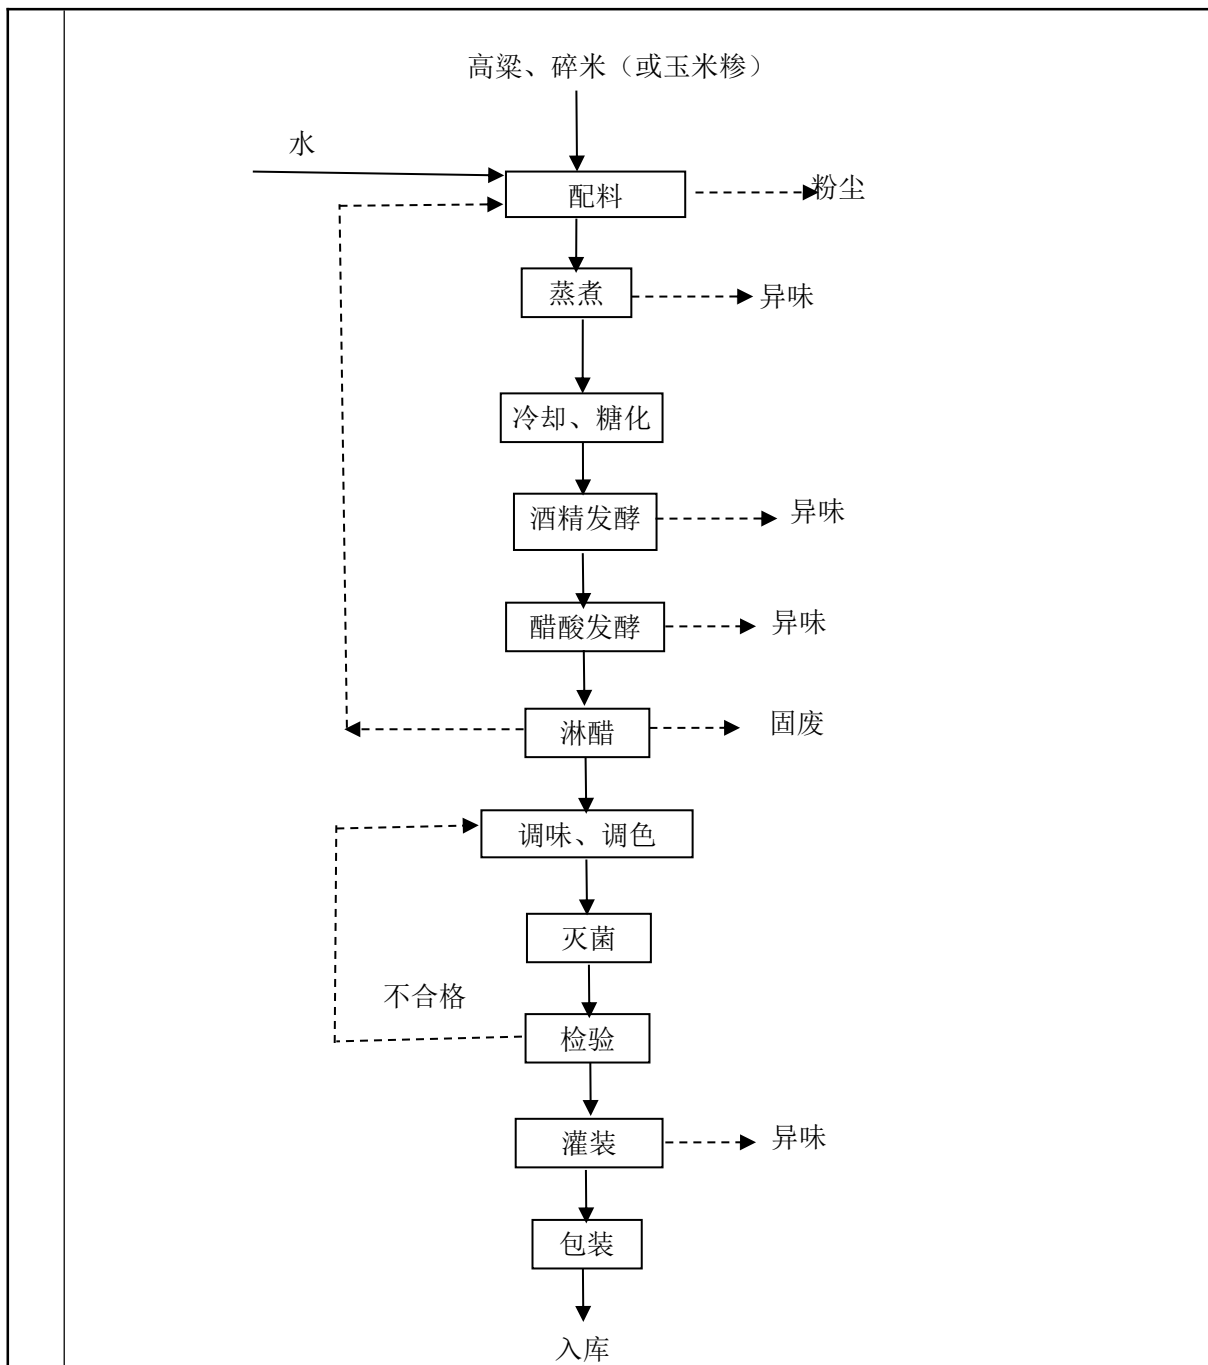 高粱、碎米（或玉米糁）
水
配料
粉尘
蒸煮
异味
冷却、糖化
酒精发酵
异味
醋酸发酵
异味
淋醋
固废
调味、调色
灭菌
不合格
检验
灌装
异味
包装
入库